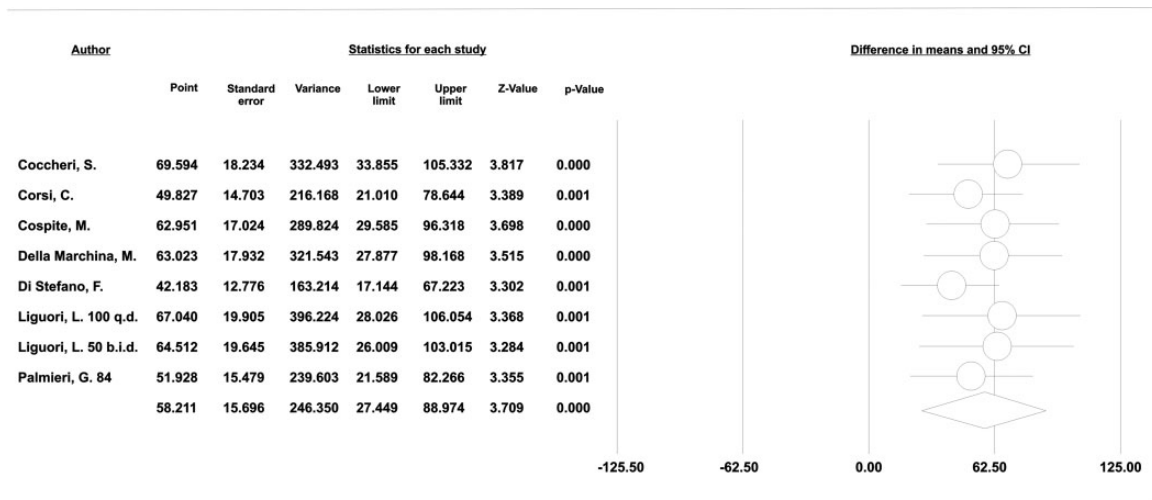 Author Statistics for each study Difference in means and 95% CI
Point Standard error Variance Lower limit Upper limit Z-Value p-Value
Coccheri, S. 69.594 18.234 332.493 33.855 105.332 3.817 0.000
Corsi, C. 49.827 14.703 216.168 21.010 78.644 3.389 0.001
Cospite, M. 62.951 17.024 289.824 29.585 96.318 3.698 0.000
Della Marchina, M. 63.023 17.932 321.543 27.877 98.168 3.515 0.000
Di Stefano, F. 42.183 12.776 163.214 17.144 67.223 3.302 0.001
Liguori, L. 100 q.d. 67.040 19.905 396.224 28.026 106.054 3.368 0.001
Liguori, L. 50 b.i.d. 64.512 19.645 385.912 26.009 103.015 3.284 0.001
Palmieri, G. 84 51.928 15.479 239.603 21.589 82.266 3.355 0.001
58.211 15.696 246.350 27.449 88.974 3.709 0.000
-125.50 -62.50 0.00 62.50 125.00